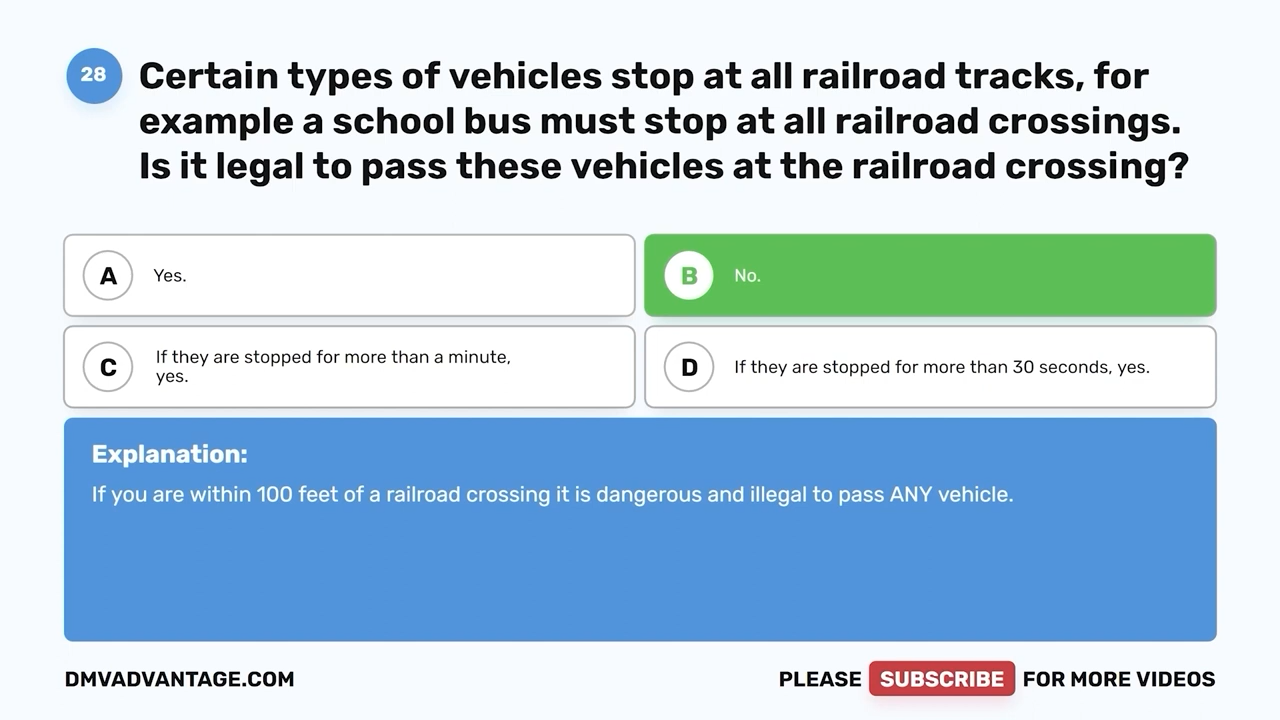 28
Certain types of vehicles stop at all railroad tracks, for
example a school bus must stop at all railroad crossings.
Is it legal to pass these vehicles at the railroad crossing?
A Yes.
B No.
C If they are stopped for more than a minute,
yes.
D If they are stopped for more than 30 seconds, yes.
Explanation:
If you are within 100 feet of a railroad crossing it is dangerous and illegal to pass ANY vehicle.
DMVADVANTAGE.COM
PLEASE SUBSCRIBE FOR MORE VIDEOS